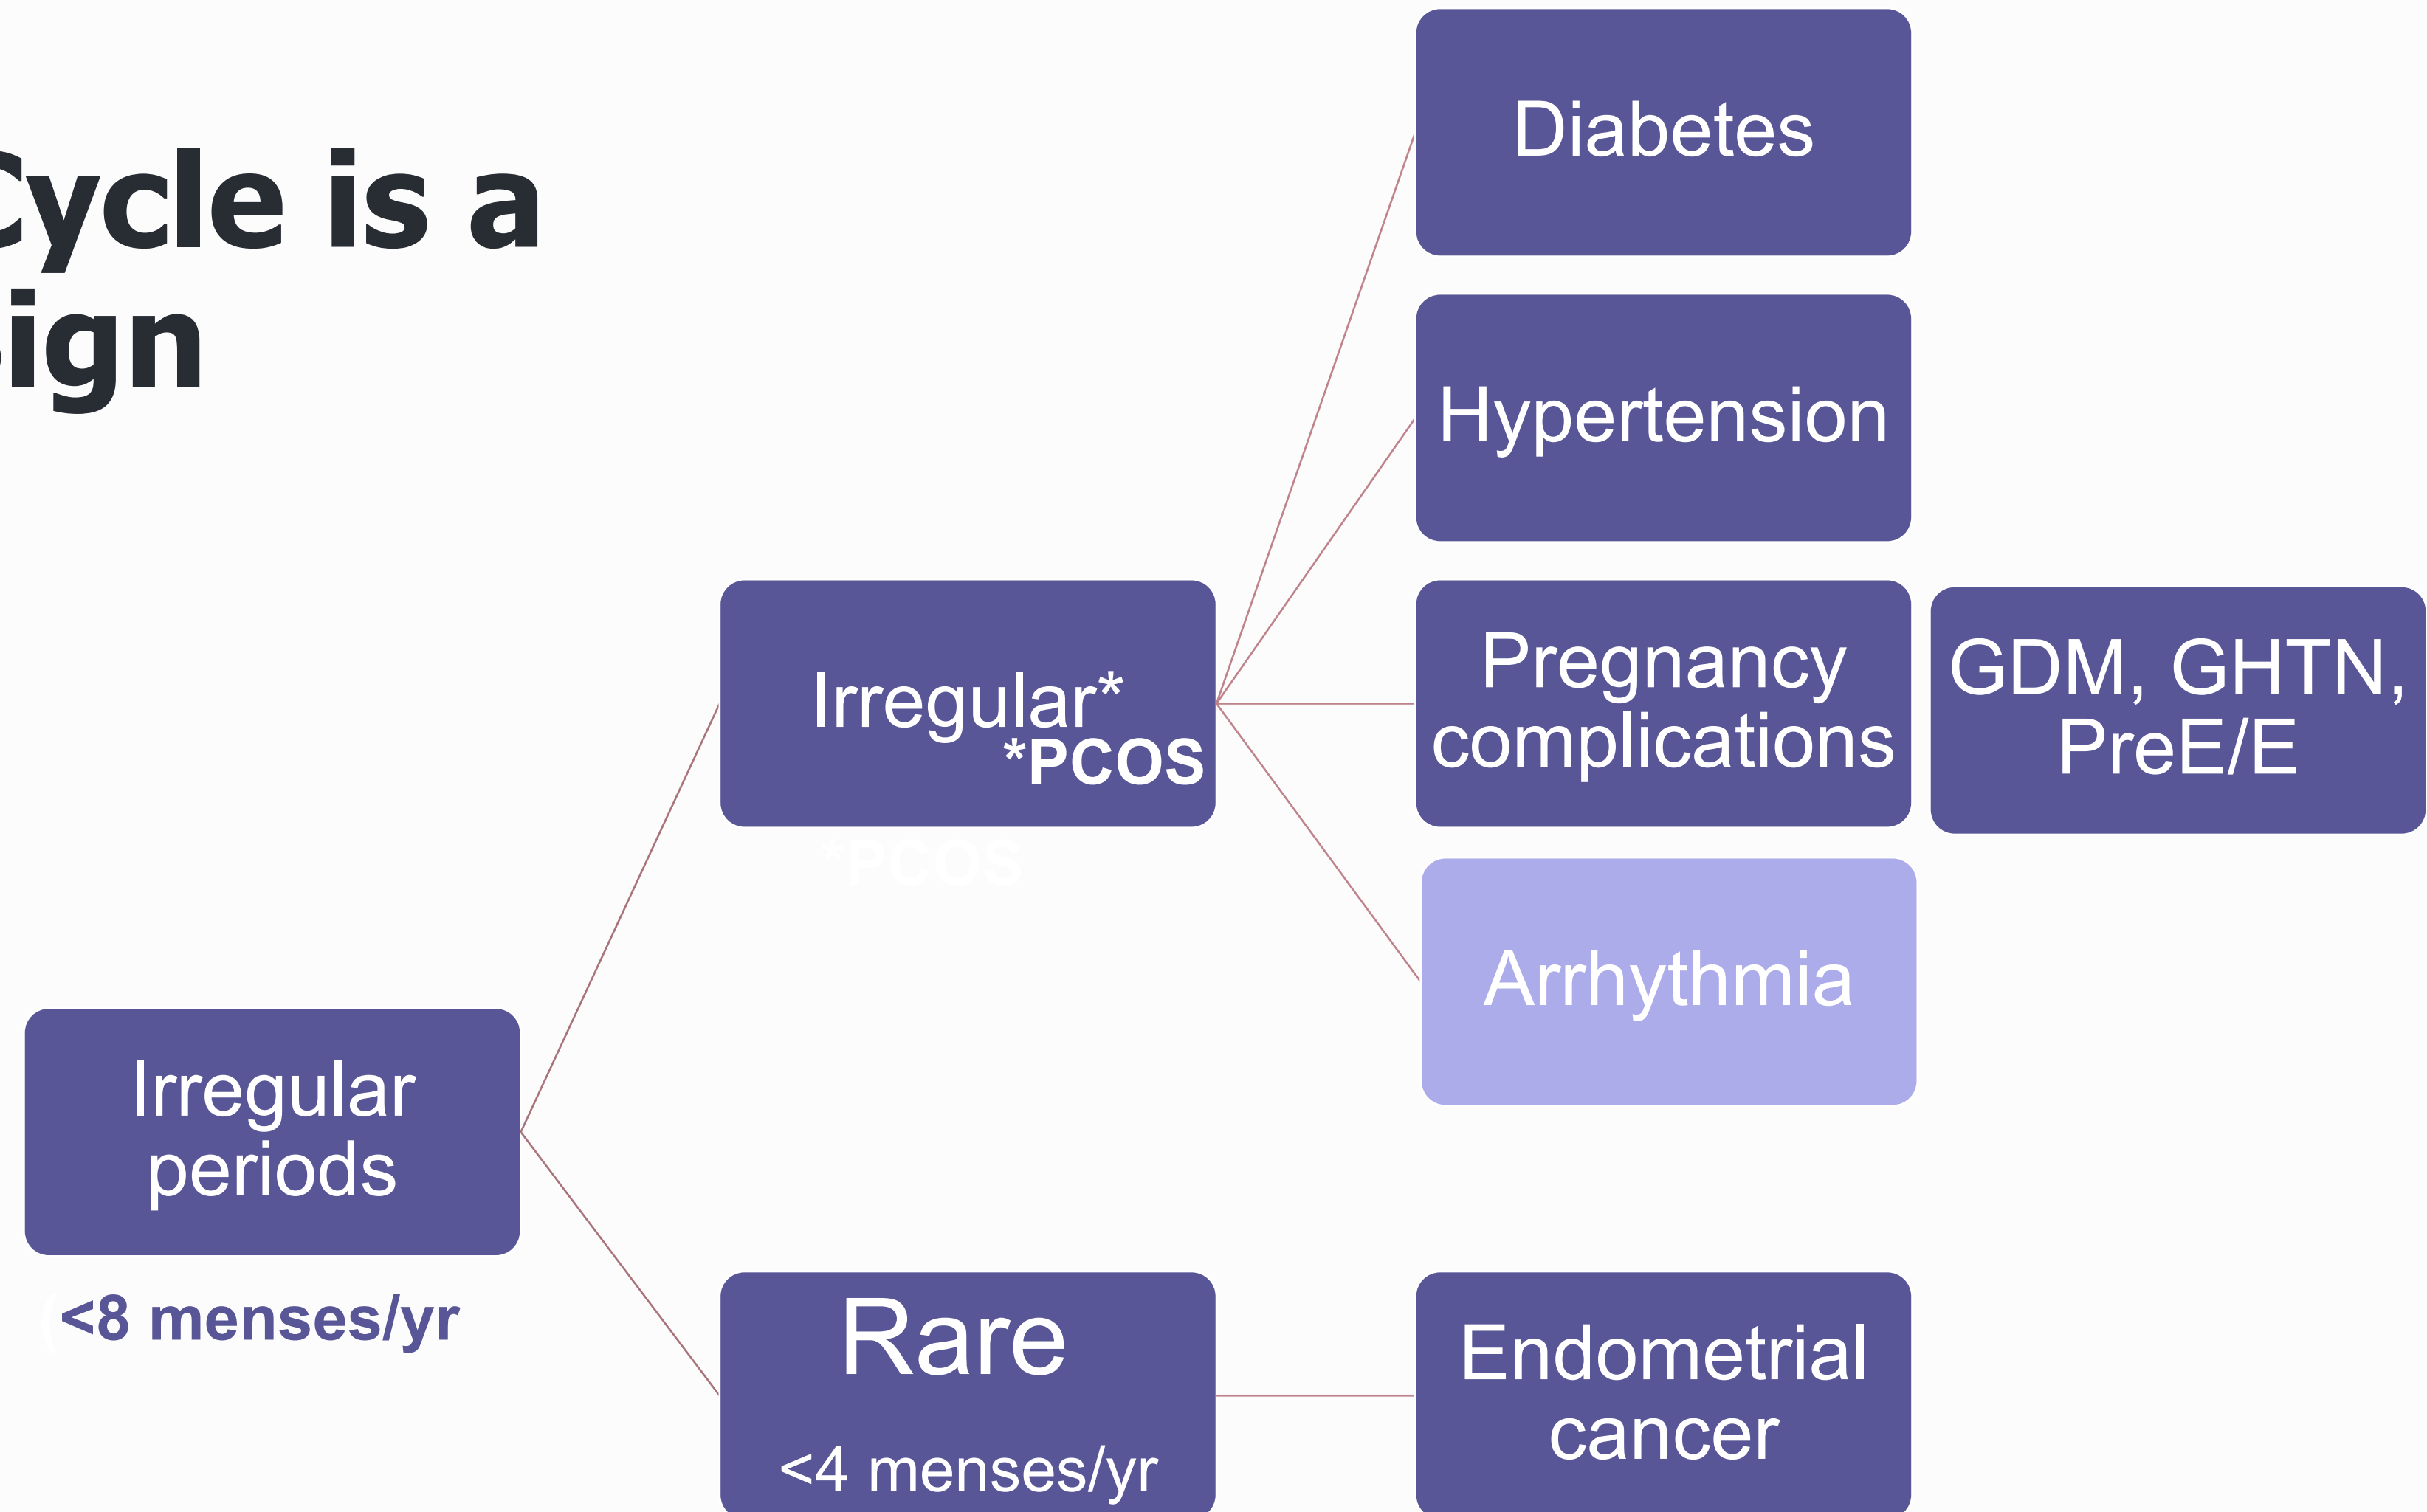 Cycle is a
ign
Diabetes
Hypertension
Irregular*
*PCOS
*PCOS
Pregnancy
complications
GDM, GHTN,
PreE/E
Arrhythmia
Irregular
periods
(<8 menses/yr
Rare
<4 menses/yr
Endometrial
cancer